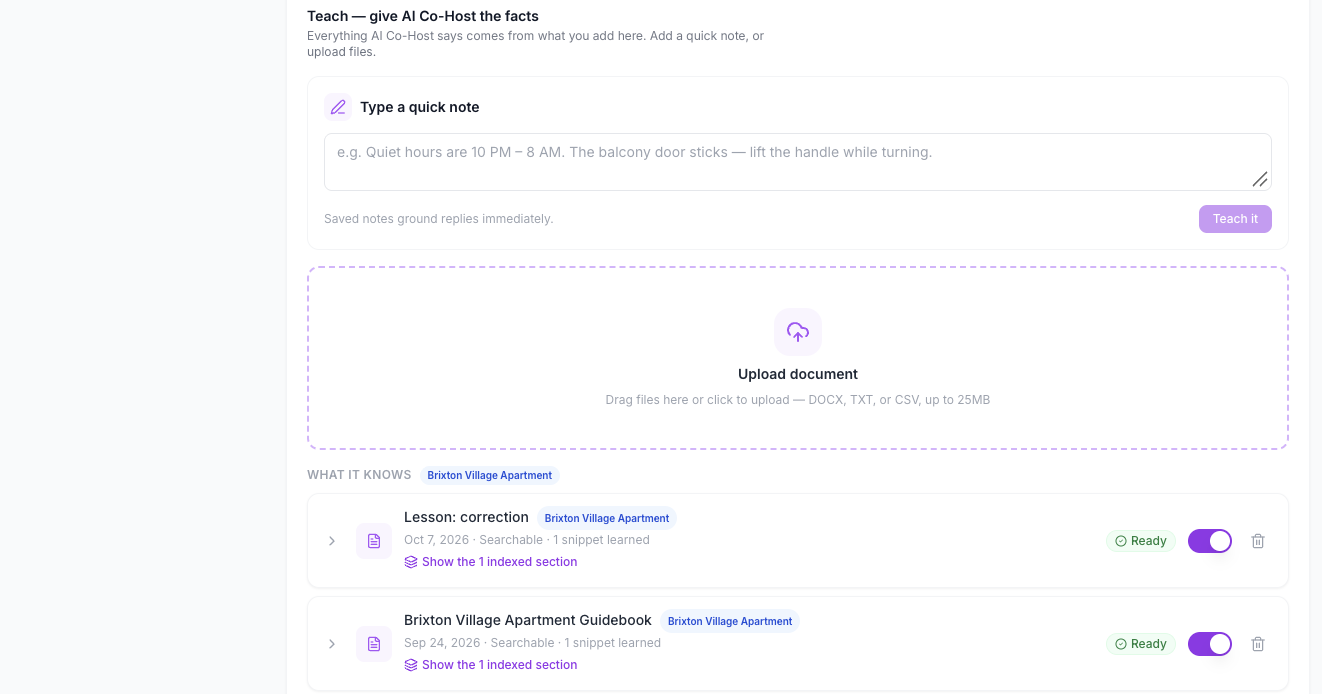 Teach — give AI Co-Host the facts
Everything AI Co-Host says comes from what you add here. Add a quick note, or
upload files.
Type a quick note
e.g. Quiet hours are 10 PM – 8 AM. The balcony door sticks — lift the handle while turning.
Saved notes ground replies immediately.
Teach it
Upload document
Drag files here or click to upload — DOCX, TXT, or CSV, up to 25MB
WHAT IT KNOWS Brixton Village Apartment
Lesson: correction Brixton Village Apartment
Oct 7, 2026 · Searchable · 1 snippet learned
Show the 1 indexed section
Ready
Brixton Village Apartment Guidebook Brixton Village Apartment
Sep 24, 2026 · Searchable · 1 snippet learned
Show the 1 indexed section
Ready